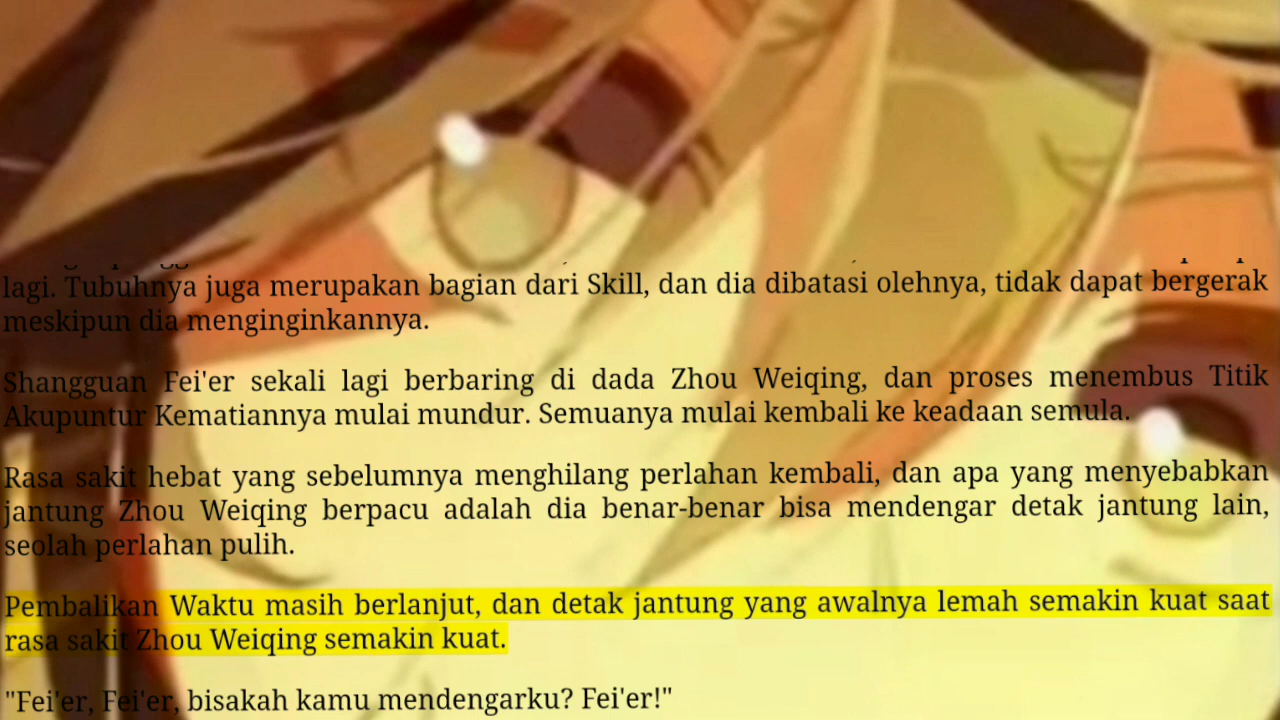 lagi. Tubuhnya juga merupakan bagian dari Skill, dan dia dibatasi olehnya, tidak dapat bergerak
meskipun dia menginginkannya.
Shangguan Fei'er sekali lagi berbaring di dada Zhou Weiqing, dan proses menembus Titik
Akupuntur Kematiannya mulai mundur. Semuanya mulai kembali ke keadaan semula.
Rasa sakit hebat yang sebelumnya menghilang perlahan kembali, dan apa yang menyebabkan
jantung Zhou Weiqing berpacu adalah dia benar-benar bisa mendengar detak jantung lain,
seolah perlahan pulih.
Pembalikan Waktu masih berlanjut, dan detak jantung yang awalnya lemah semakin kuat saat
rasa sakit Zhou Weiqing semakin kuat.
"Fei'er, Fei'er, bisakah kamu mendengarku? Fei'er!"